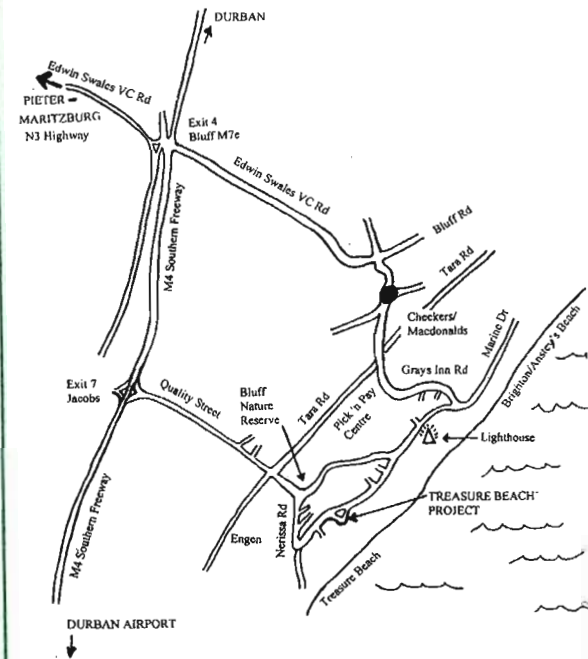 DURBAN
Edwin Swales VC Rd
PIETER -
MARITZBURG
N3 Highway
Exit 4
Bluff M7e
Edwin Swales VC Rd
M4 Southern Freeway
Bluff Rd
Tara Rd
Checkers/
Macdonalds
Marine Dr
Brighton/Anstey's Beach
Grays Inn Rd
Exit 7
Jacobs
Quality Street
Bluff
Nature
Reserve
Tara Rd
Pick 'n Pay
Centre
Lighthouse
TREASURE BEACH
PROJECT
Nerissa Rd
Engen
M4 Southern Freeway
Treasure Beach
DURBAN AIRPORT